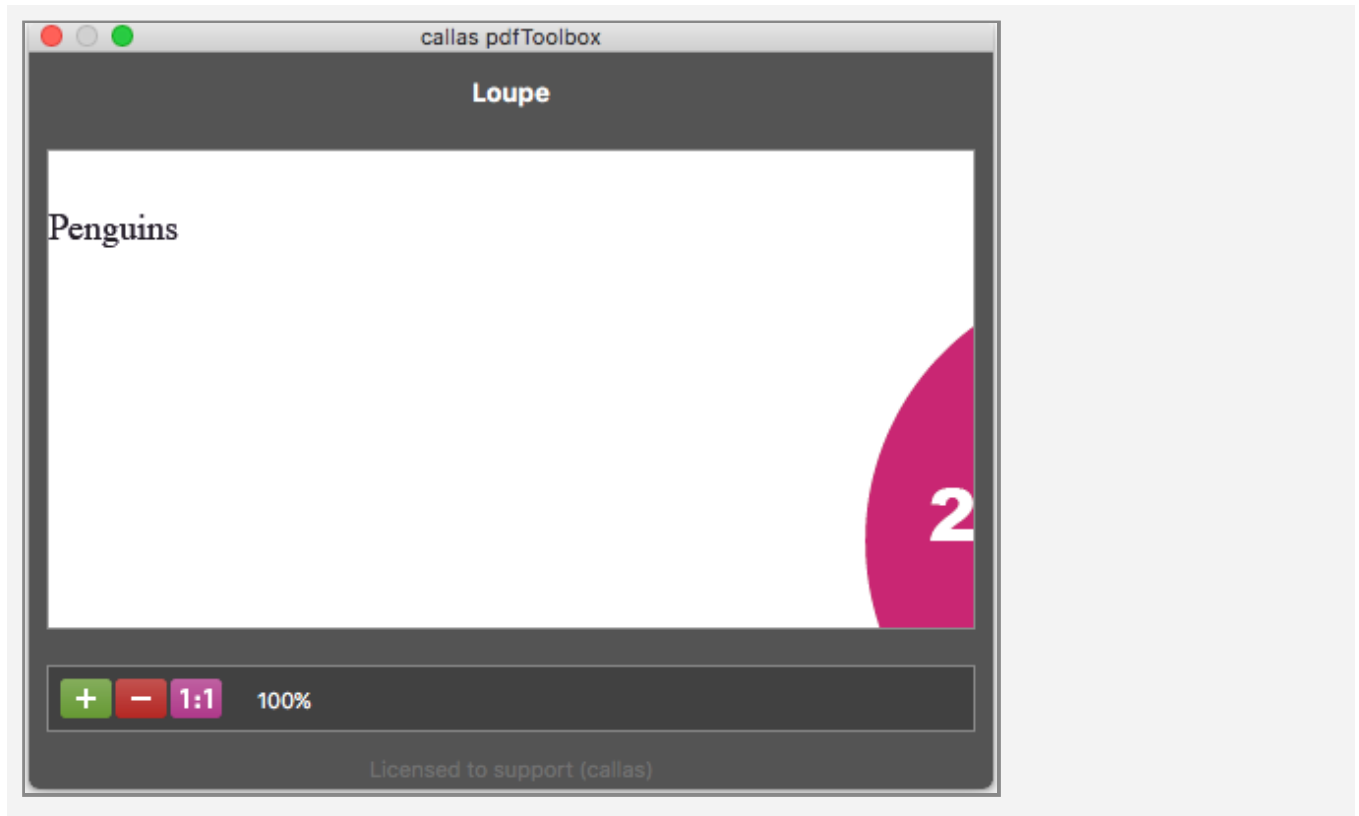 callas pdfToolbox
Loupe
Penguins
2
+ − 1:1 100%
Licensed to support (callas)